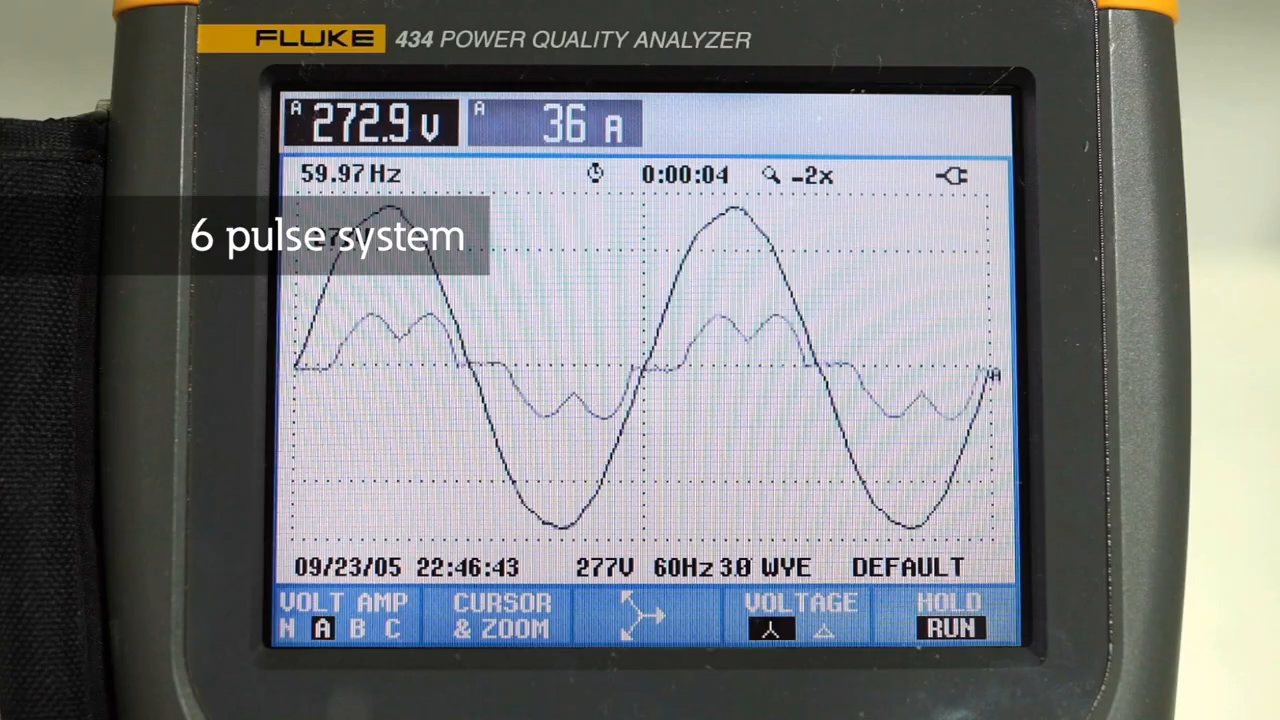 FLUKE 434 POWER QUALITY ANALYZER
A 272.9 V A 36 A
59.97 Hz 0:00:04 -2x
6 pulse system
A
09/23/05 22:46:43 277V 60Hz 3Ø WYE DEFAULT
VOLT AMP CURSOR VOLTAGE HOLD
N A B C & ZOOM RUN